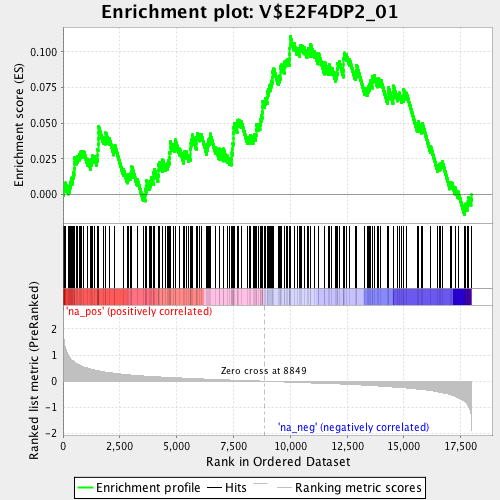 Enrichment plot: V$E2F4DP2_01
Enrichment score (ES)
0.100
0.075
0.050
0.025
0.000
'na_pos' (positively correlated)
Ranked list metric (PreRanked)
2
1
0
-1
-2
Zero cross at 8849
'na_neg' (negatively correlated)
0
2,500
5,000
7,500
10,000
12,500
15,000
17,500
Rank in Ordered Dataset
Enrichment profile
Hits
Ranking metric scores